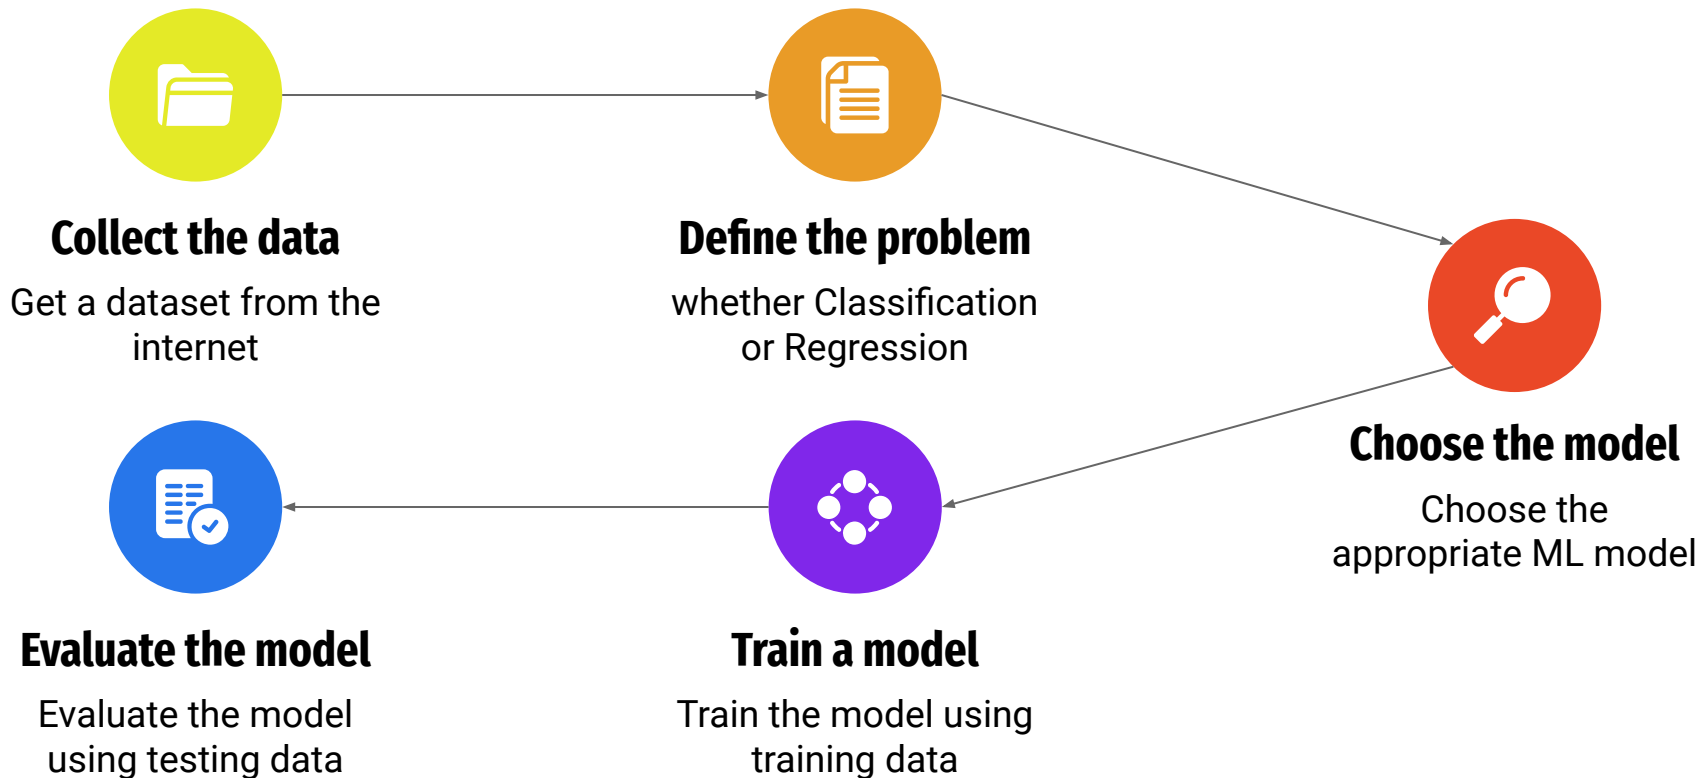 Collect the data
Get a dataset from the
internet
Define the problem
whether Classification
or Regression
Choose the model
Choose the
appropriate ML model
Train a model
Train the model using
training data
Evaluate the model
Evaluate the model
using testing data